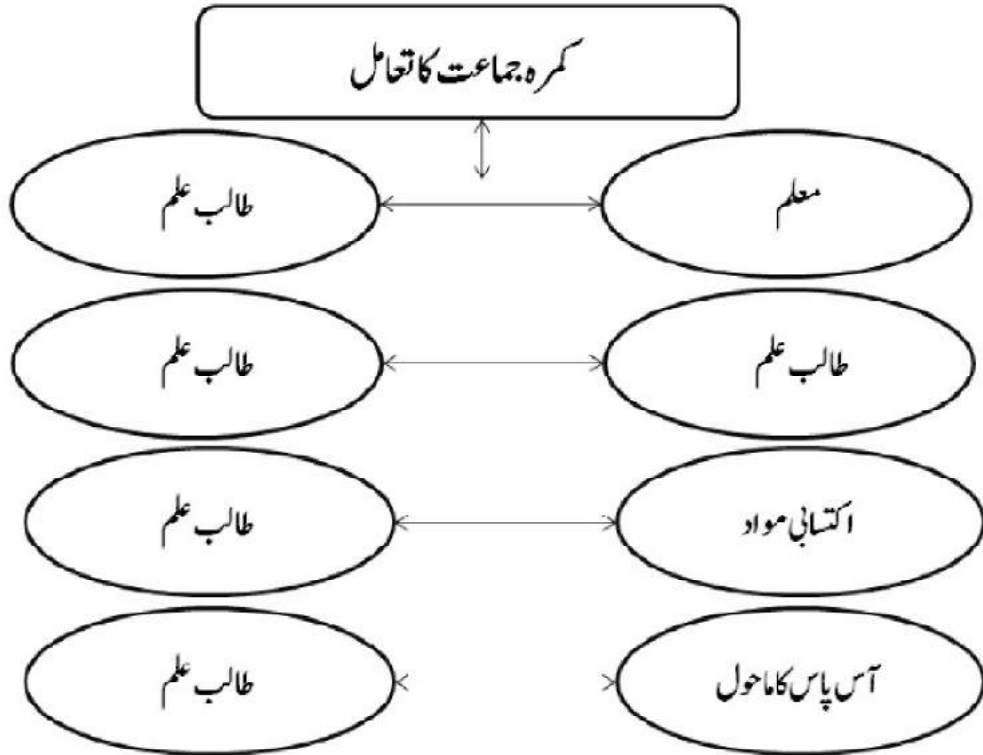 کمرہ جماعت کا تعامل
معلم
طالب علم
طالب علم
طالب علم
اکتسابی مواد
طالب علم
آس پاس کا ماحول
طالب علم